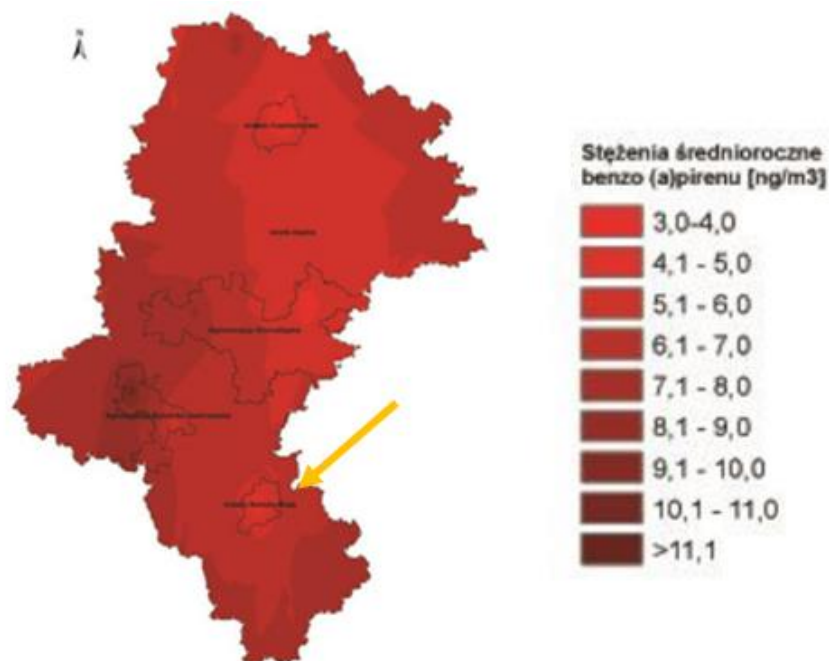 N
Stężenia średnioroczne
benzo (a)pirenu [ng/m3]
3,0-4,0
4,1 - 5,0
5,1 - 6,0
6,1 - 7,0
7,1 - 8,0
8,1 - 9,0
9,1 - 10,0
10,1 - 11,0
>11,1